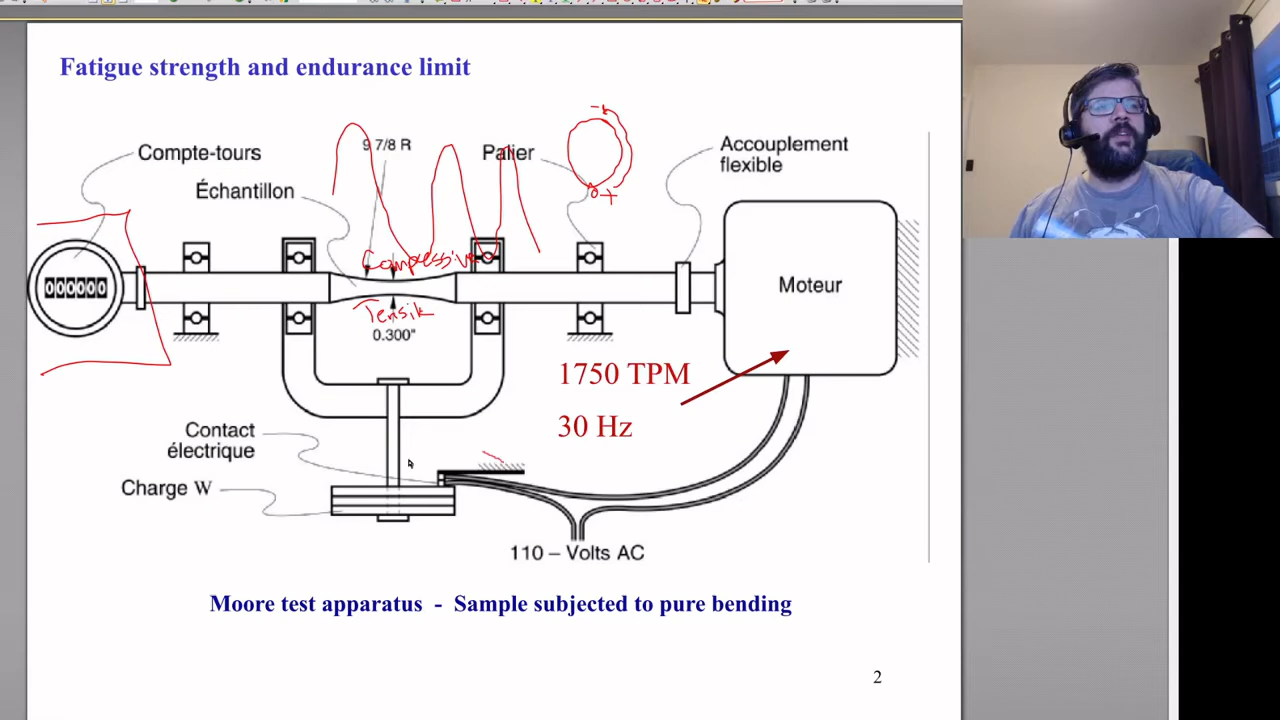 Fatigue strength and endurance limit
Compte-tours
9 7/8 R
Palier
Accouplement
flexible
Échantillon
- +
o +
Compressive
000000
Moteur
Tensile
0.300"
1750 TPM
30 Hz
Contact
électrique
Charge W
110 – Volts AC
Moore test apparatus - Sample subjected to pure bending
2